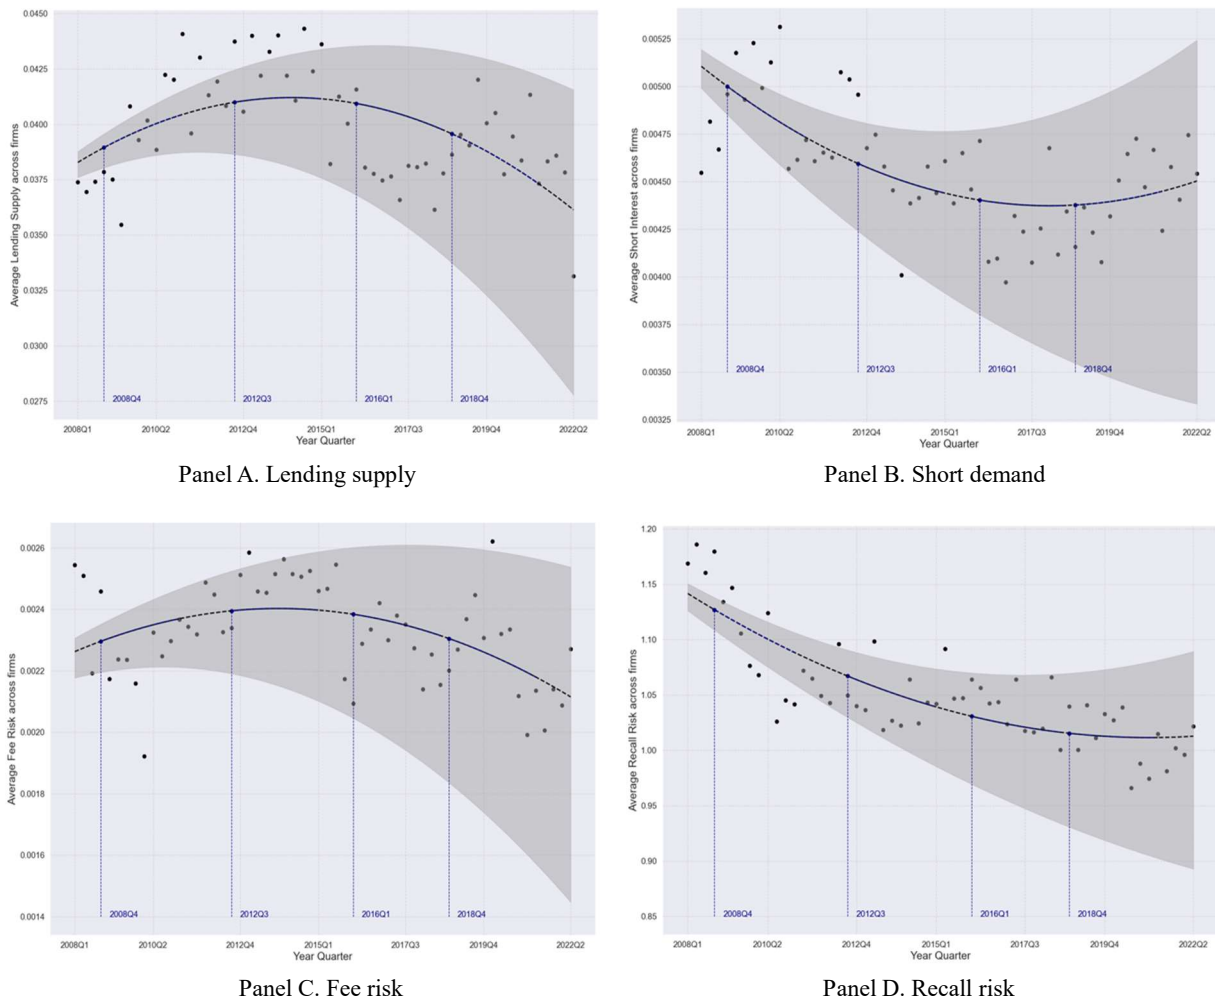 Average Lending Supply across firms
0.0450
0.0425
0.0400
0.0375
0.0350
0.0325
0.0300
0.0275
2008Q4 2012Q3 2016Q1 2018Q4
2008Q1 2010Q2 2012Q4 2015Q1 2017Q3 2019Q4 2022Q2
Year Quarter
Panel A. Lending supply
Average Short Interest across firms
0.00525
0.00500
0.00475
0.00450
0.00425
0.00400
0.00375
0.00350
0.00325
2008Q4 2012Q3 2016Q1 2018Q4
2008Q1 2010Q2 2012Q4 2015Q1 2017Q3 2019Q4 2022Q2
Year Quarter
Panel B. Short demand
Average Fee Risk across firms
0.0026
0.0024
0.0022
0.0020
0.0018
0.0016
0.0014
2008Q4 2012Q3 2016Q1 2018Q4
2008Q1 2010Q2 2012Q4 2015Q1 2017Q3 2019Q4 2022Q2
Year Quarter
Panel C. Fee risk
Average Recall Risk across firms
1.20
1.15
1.10
1.05
1.00
0.95
0.90
0.85
2008Q4 2012Q3 2016Q1 2018Q4
2008Q1 2010Q2 2012Q4 2015Q1 2017Q3 2019Q4 2022Q2
Year Quarter
Panel D. Recall risk